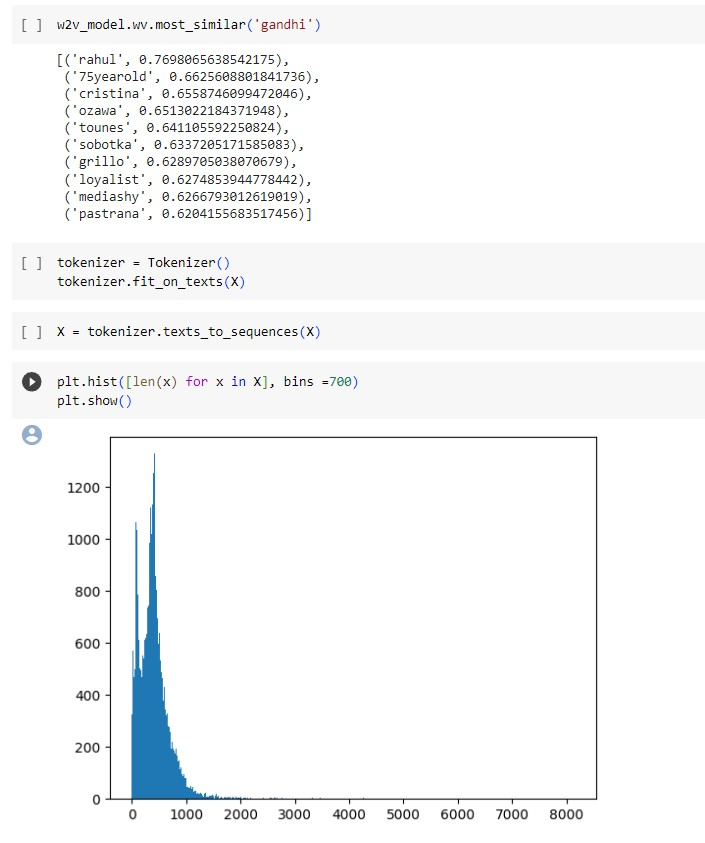 [ ] w2v_model.wv.most_similar('gandhi')
[('rahul', 0.7698065638542175),
('75yearold', 0.6625608801841736),
('cristina', 0.6558746099472046),
('ozawa', 0.6513022184371948),
('tounes', 0.641105592250824),
('sobotka', 0.6337205171585083),
('grillo', 0.6289705038070679),
('loyalist', 0.6274853944778442),
('mediashy', 0.6266793012619019),
('pastrana', 0.6204155683517456)]
[ ] tokenizer = Tokenizer()
tokenizer.fit_on_texts(X)
[ ] X = tokenizer.texts_to_sequences(X)
plt.hist([len(x) for x in X], bins =700)
plt.show()
1200
1000
800
600
400
200
0
0 1000 2000 3000 4000 5000 6000 7000 8000